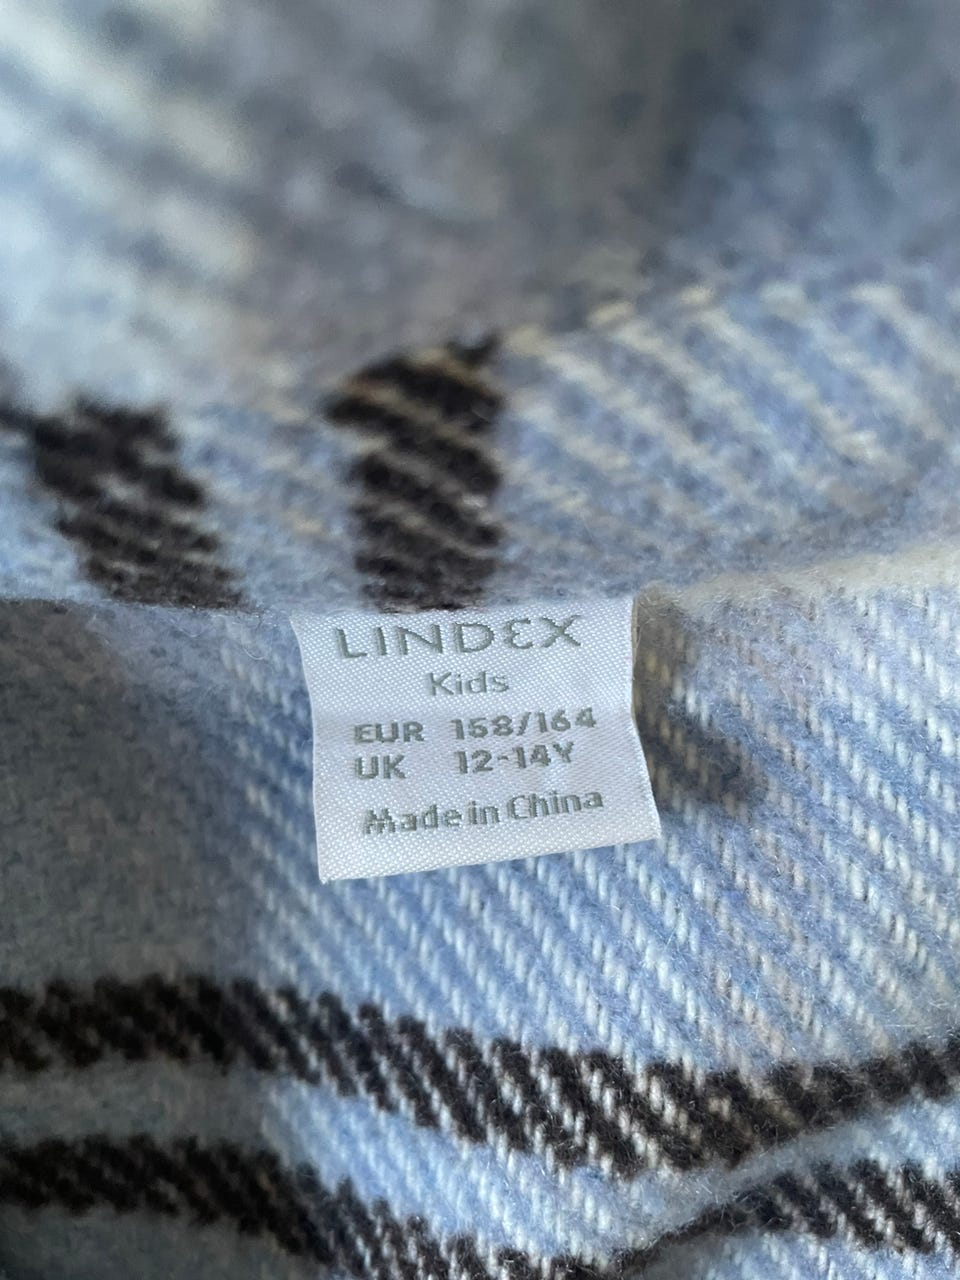 LINDEX
Kids
EUR 158/164
UK 12-14Y
Made in China